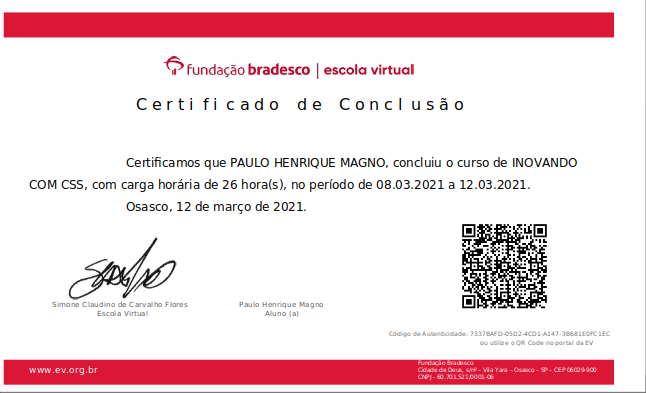 fundação bradesco | escola virtual
Certificado de Conclusão
Certificamos que PAULO HENRIQUE MAGNO, concluiu o curso de INOVANDO
COM CSS, com carga horária de 26 hora(s), no período de 08.03.2021 a 12.03.2021.
Osasco, 12 de março de 2021.
Simone Claudino de Carvalho Flores
Escola Virtual
Paulo Henrique Magno
Aluno (a)
Código de Autenticidade: 7337BAFD-05D2-4CD1-A147-3B681E0FC1EC
ou utilize o QR Code no portal da EV
www.ev.org.br
Fundação Bradesco
Cidade de Deus, s/nº – Vila Yara – Osasco – SP – CEP 06029-900
CNPJ - 60.701.521/0001-06